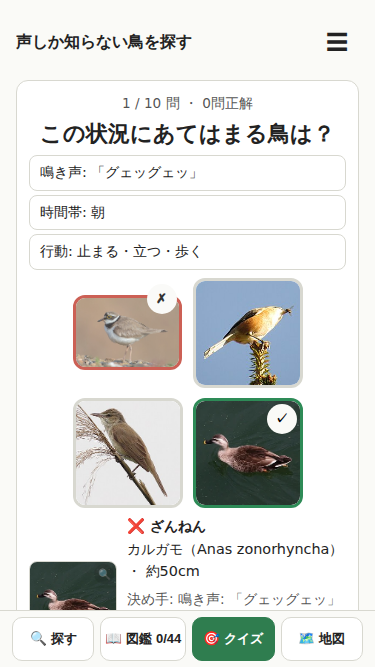 声しか知らない鳥を探す
☰
1 / 10 問 ・ 0問正解
この状況にあてはまる鳥は？
鳴き声: 「ゲェッゲェッ」
時間帯: 朝
行動: 止まる・立つ・歩く
✗
✓
❌ ざんねん
カルガモ（Anas zonorhyncha）
・ 約50cm
決め手: 鳴き声: 「ゲェッゲェッ」
🔍 探す
📖 図鑑 0/44
🎯 クイズ
🗺️ 地図